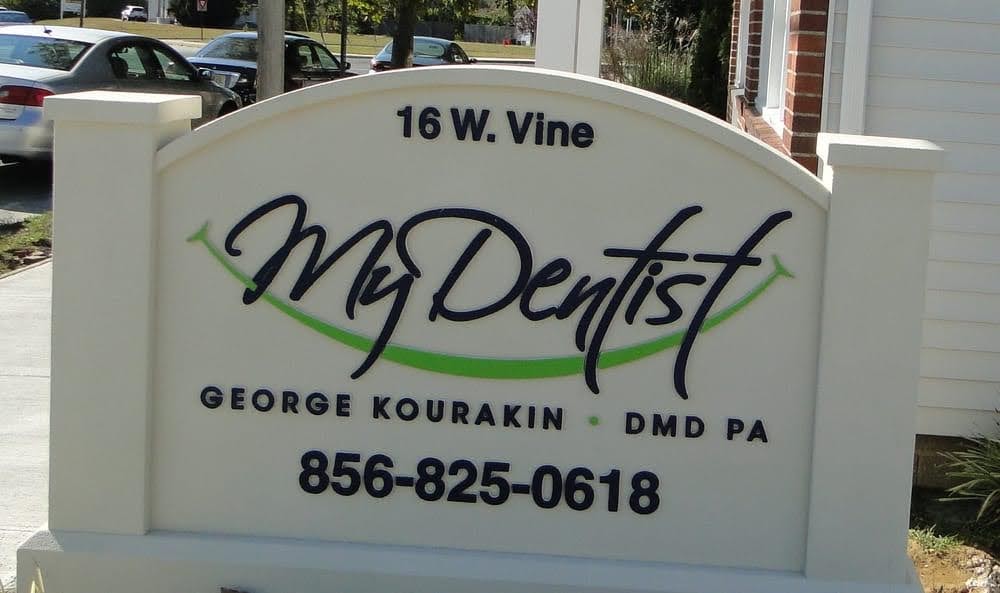 16 W. Vine
My Dentist
GEORGE KOURAKIN • DMD PA
856-825-0618